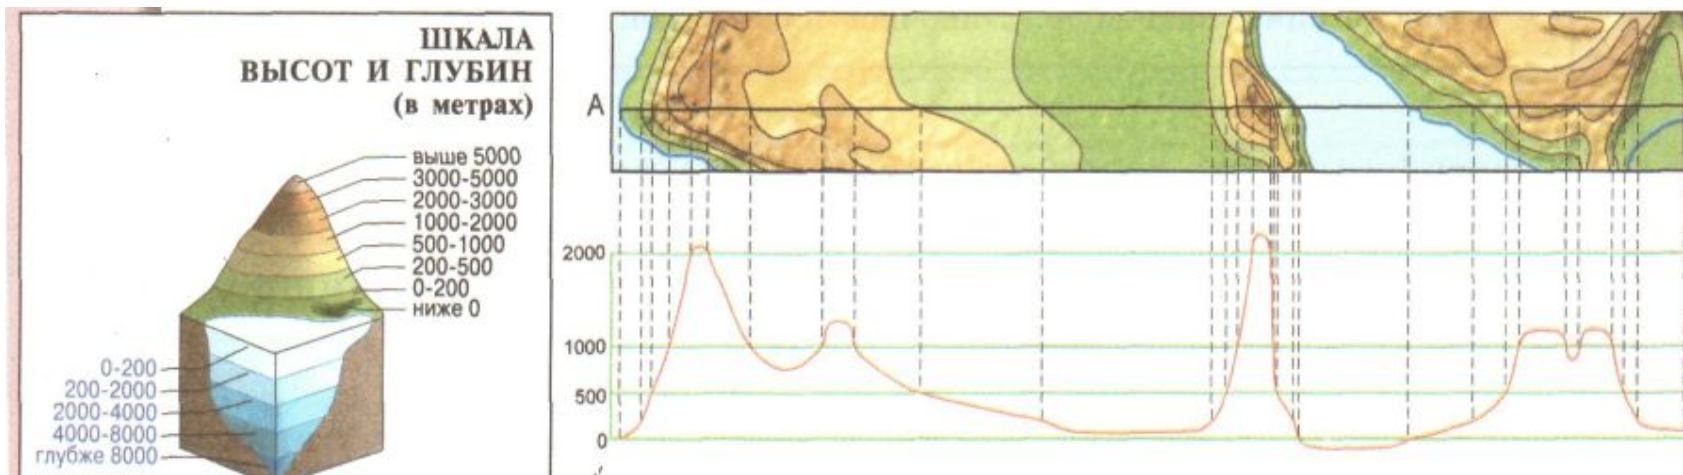 ШКАЛА
ВЫСОТ И ГЛУБИН
(в метрах)
выше 5000
3000-5000
2000-3000
1000-2000
500-1000
200-500
0-200
ниже 0
0-200
200-2000
2000-4000
4000-8000
глубже 8000
А
2000
1000
500
0